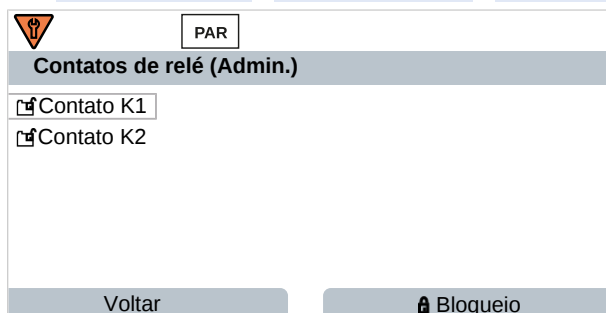 PAR
Contatos de relé (Admin.)
Contato K1
Contato K2
Voltar
Bloqueio